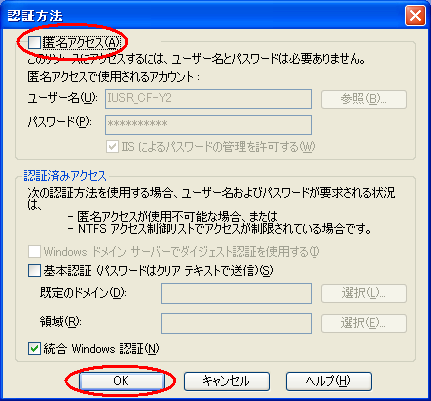 認証方法
匿名アクセス(A)
このリソースにアクセスするには、ユーザー名とパスワードは必要ありません。
匿名アクセスで使用されるアカウント:
ユーザー名(U): IUSR_CF-Y2 参照(B)...
パスワード(P): **********
IIS によるパスワードの管理を許可する(W)
認証済みアクセス
次の認証方法を使用する場合、ユーザー名およびパスワードが要求される状況
は、
- 匿名アクセスが使用不可能な場合、または
- NTFS アクセス制御リストでアクセスが制限されている場合です。
Windows ドメイン サーバーでダイジェスト認証を使用する(I)
基本認証 (パスワードはクリア テキストで送信)(S)
既定のドメイン(D): 選択(L)...
領域(R): 選択(E)...
統合 Windows 認証(N)
OK キャンセル ヘルプ(H)